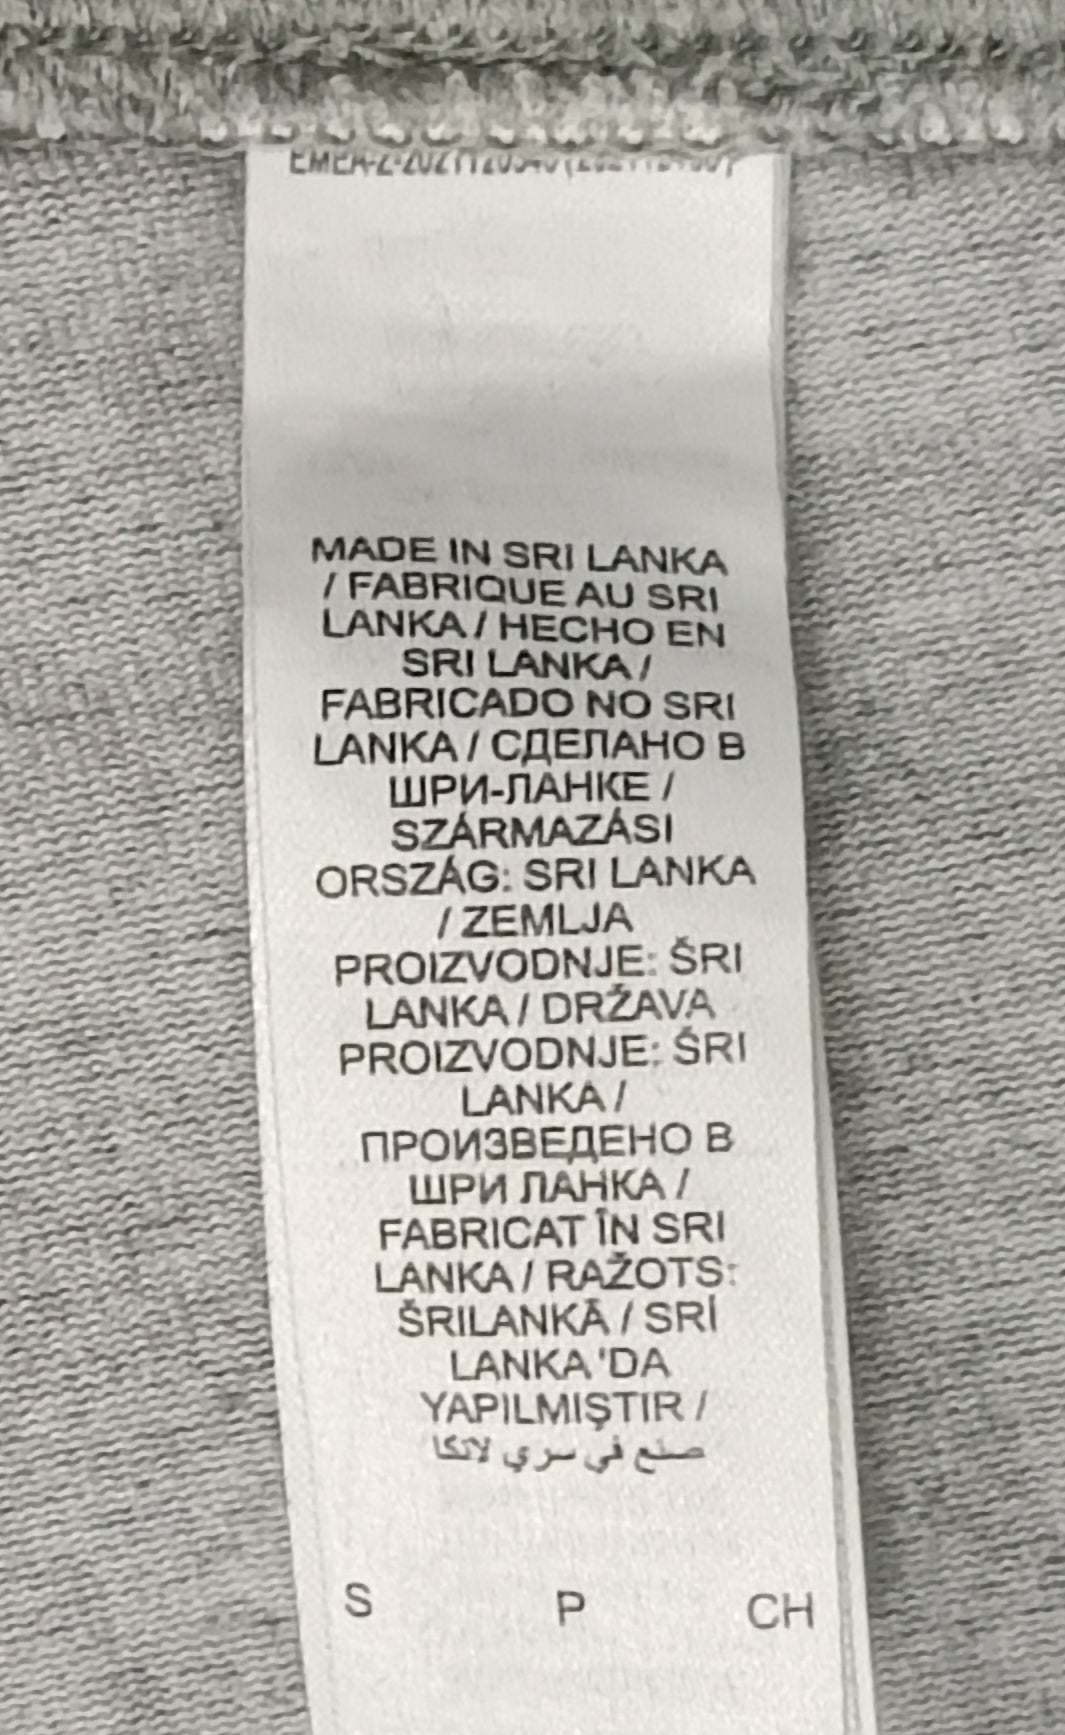 MADE IN SRI LANKA
/ FABRIQUE AU SRI
LANKA / HECHO EN
SRI LANKA /
FABRICADO NO SRI
LANKA / СДЕЛАНО В
ШРИ-ЛАНКЕ /
SZÁRMAZÁSI
ORSZÁG: SRI LANKA
/ ZEMLJA
PROIZVODNJE: ŠRI
LANKA / DRŽAVA
PROIZVODNJE: ŠRI
LANKA /
ПРОИЗВЕДЕНО В
ШРИ ЛАНКА /
FABRICAT ÎN SRI
LANKA / RAŽOTS:
ŠRILANKĀ / SRİ
LANKA 'DA
YAPILMIŞTIR /
صنع في سري لانكا
S P CH